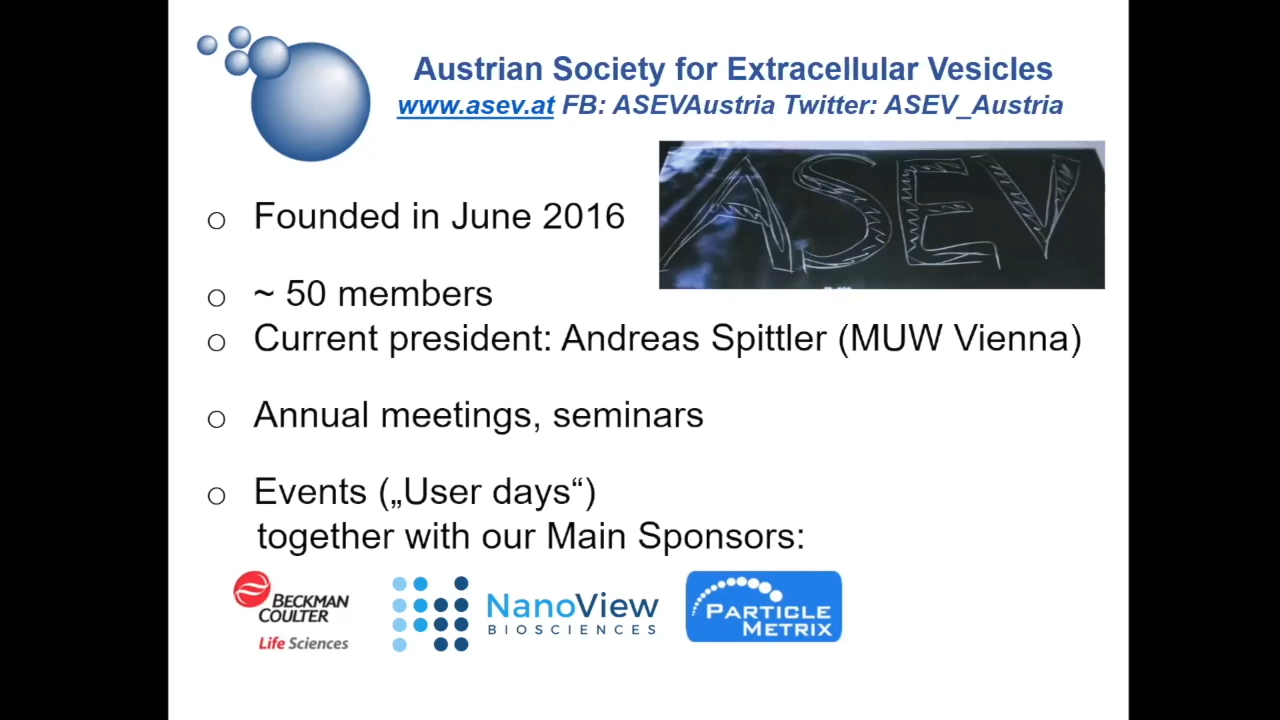 Austrian Society for Extracellular Vesicles
www.asev.at FB: ASEVAustria Twitter: ASEV_Austria
ASEV
o Founded in June 2016
o ~ 50 members
o Current president: Andreas Spittler (MUW Vienna)
o Annual meetings, seminars
o Events („User days“)
together with our Main Sponsors:
BECKMAN
COULTER
Life Sciences
NanoView
BIOSCIENCES
PARTICLE
METRIX